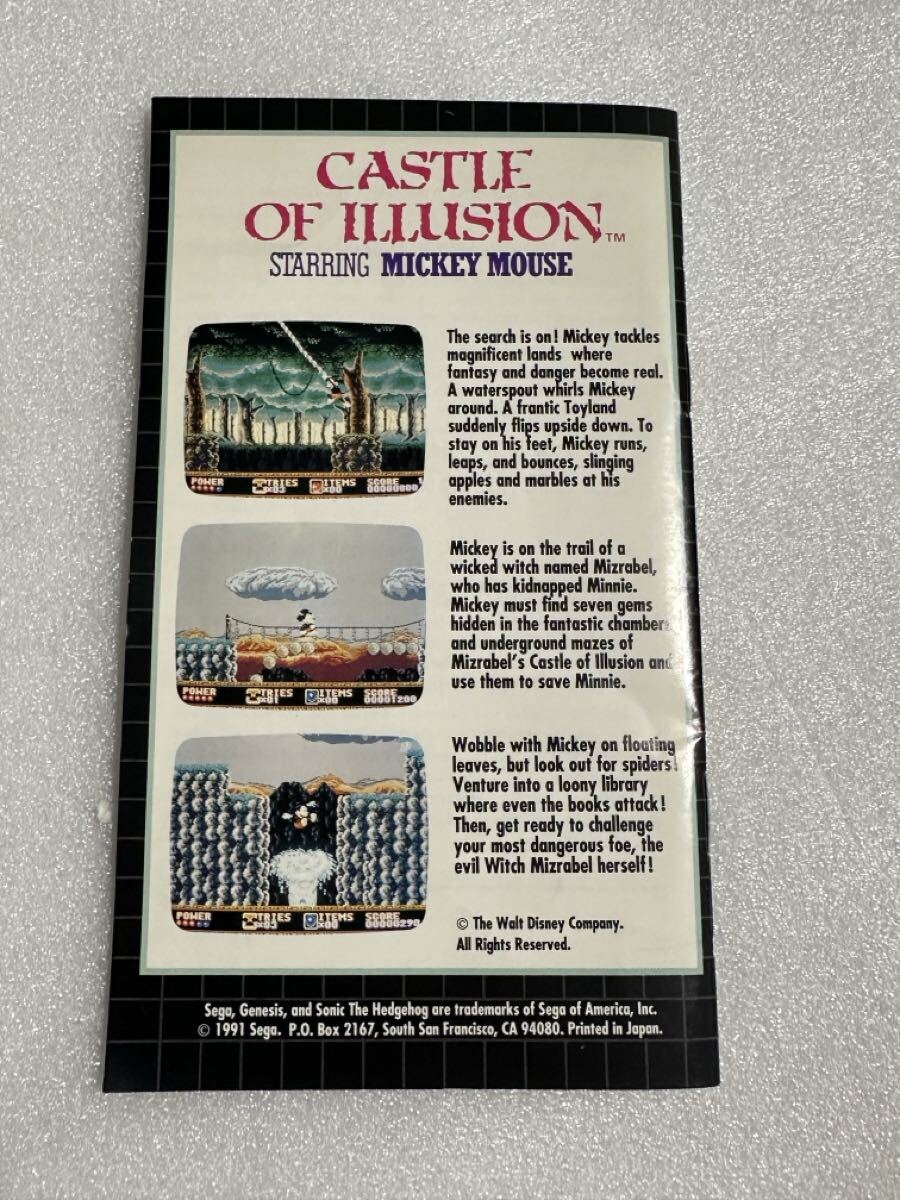 CASTLE
OF ILLUSION™
STARRING MICKEY MOUSE
The search is on! Mickey tackles
magnificent lands where
fantasy and danger become real.
A waterspout whirls Mickey
around. A frantic Toyland
suddenly flips upside down. To
stay on his feet, Mickey runs,
leaps, and bounces, slinging
apples and marbles at his
enemies.
POWER TRIES ITEMS SCORE
x03 x00
Mickey is on the trail of a
wicked witch named Mizrabel,
who has kidnapped Minnie.
Mickey must find seven gems
hidden in the fantastic chambers
and underground mazes of
Mizrabel's Castle of Illusion and
use them to save Minnie.
POWER TRIES ITEMS SCORE
x01 x00 00001200
Wobble with Mickey on floating
leaves, but look out for spiders!
Venture into a loony library
where even the books attack!
Then, get ready to challenge
your most dangerous foe, the
evil Witch Mizrabel herself!
POWER TRIES ITEMS SCORE
x03 x00
© The Walt Disney Company.
All Rights Reserved.
Sega, Genesis, and Sonic The Hedgehog are trademarks of Sega of America, Inc.
© 1991 Sega. P.O. Box 2167, South San Francisco, CA 94080. Printed in Japan.